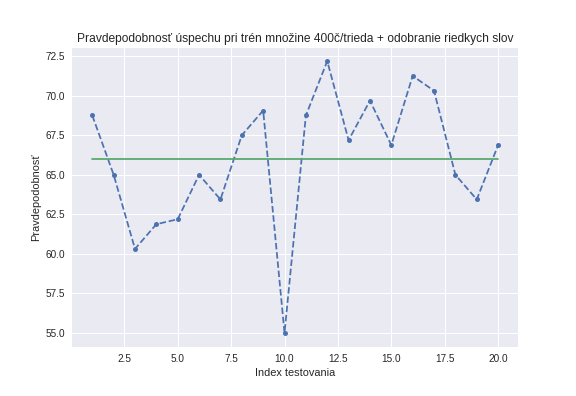 Pravdepodobnosť úspechu pri trén množine 400č/trieda + odobranie riedkych slov
72.5
70.0
67.5
65.0
62.5
60.0
57.5
55.0
Pravdepodobnosť
2.5 5.0 7.5 10.0 12.5 15.0 17.5 20.0
Index testovania